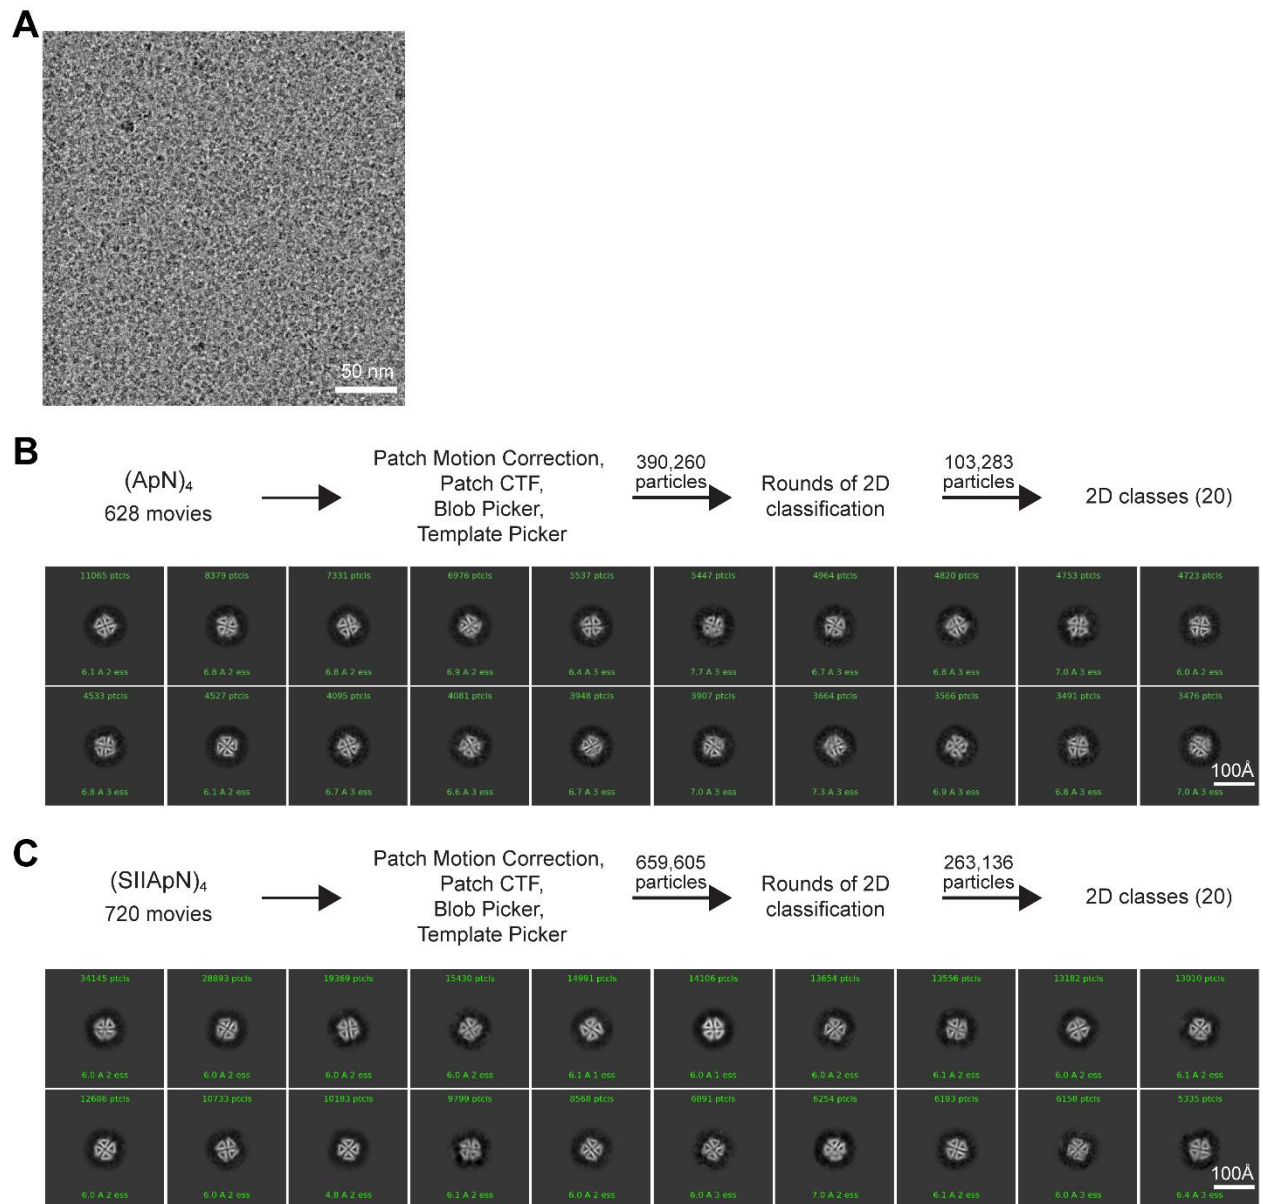 A
50 nm
B
(ApN)₄
628 movies
Patch Motion Correction,
Patch CTF,
Blob Picker,
Template Picker
390,260
particles
Rounds of 2D
classification
103,283
particles
2D classes (20)
11065 ptcls 8379 ptcls 7331 ptcls 6976 ptcls 5537 ptcls 5447 ptcls 4964 ptcls 4820 ptcls 4753 ptcls 4723 ptcls
6.1 A 2 ess 6.8 A 2 ess 6.8 A 2 ess 6.9 A 2 ess 6.4 A 3 ess 7.7 A 3 ess 6.7 A 3 ess 6.8 A 3 ess 7.0 A 3 ess 6.0 A 2 ess
4533 ptcls 4527 ptcls 4095 ptcls 4081 ptcls 3948 ptcls 3907 ptcls 3664 ptcls 3566 ptcls 3491 ptcls 3476 ptcls
100Å
6.8 A 3 ess 6.1 A 2 ess 6.7 A 3 ess 6.6 A 3 ess 6.7 A 3 ess 7.0 A 3 ess 7.3 A 3 ess 6.9 A 3 ess 6.8 A 3 ess 7.0 A 3 ess
C
(SIIApN)₄
720 movies
Patch Motion Correction,
Patch CTF,
Blob Picker,
Template Picker
659,605
particles
Rounds of 2D
classification
263,136
particles
2D classes (20)
34145 ptcls 28893 ptcls 19369 ptcls 15430 ptcls 14991 ptcls 14106 ptcls 13654 ptcls 13556 ptcls 13182 ptcls 13010 ptcls
6.0 A 2 ess 6.0 A 2 ess 6.0 A 2 ess 6.0 A 2 ess 6.1 A 1 ess 6.0 A 1 ess 6.0 A 2 ess 6.1 A 2 ess 6.0 A 2 ess 6.1 A 2 ess
12686 ptcls 10733 ptcls 10183 ptcls 9799 ptcls 8568 ptcls 6891 ptcls 6254 ptcls 6193 ptcls 6158 ptcls 5335 ptcls
100Å
6.0 A 2 ess 6.0 A 2 ess 4.8 A 2 ess 6.1 A 2 ess 6.0 A 2 ess 6.0 A 3 ess 7.0 A 2 ess 6.1 A 2 ess 6.0 A 3 ess 6.4 A 3 ess